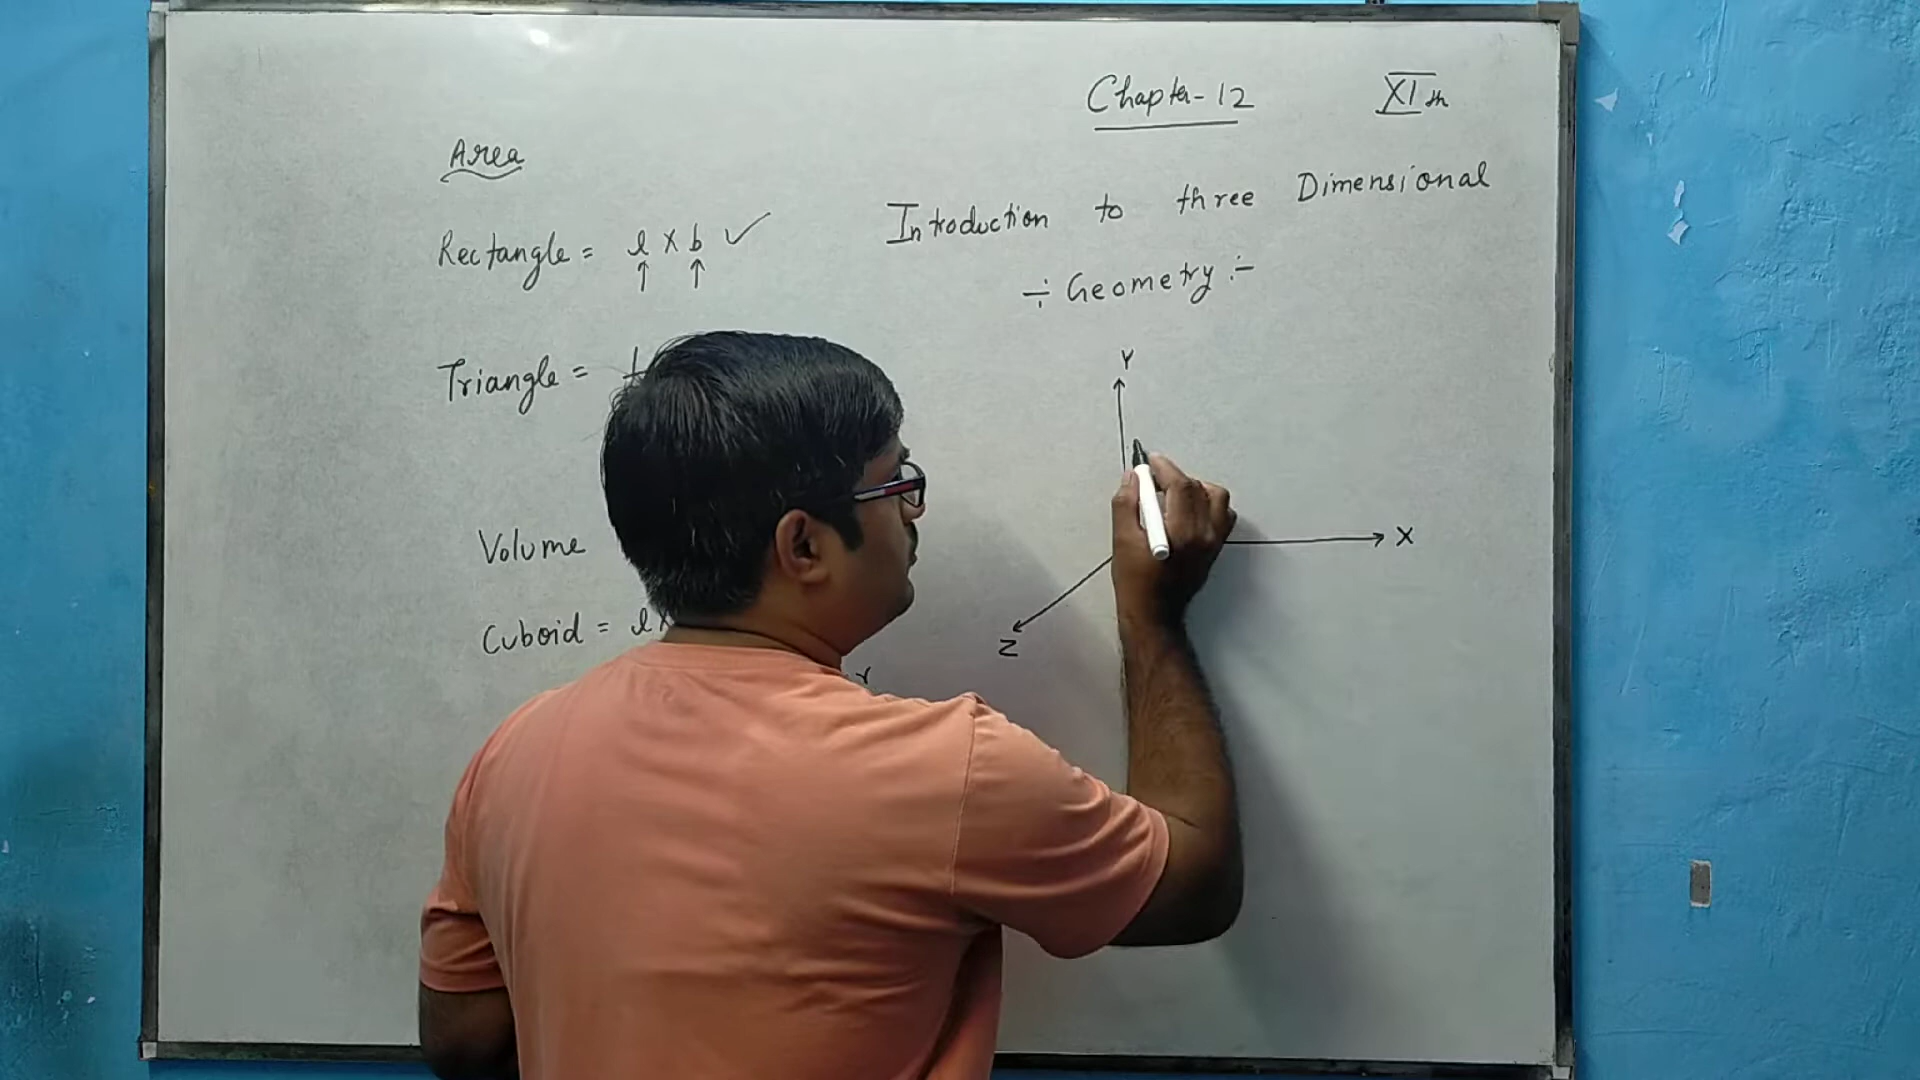 Chapter-12 XIth
Area
Introduction to three Dimensional
Rectangle = l x b ✓
↑ ↑
÷ Geometry :-
Triangle =
Y
Volume
X
Cuboid = l x
Z